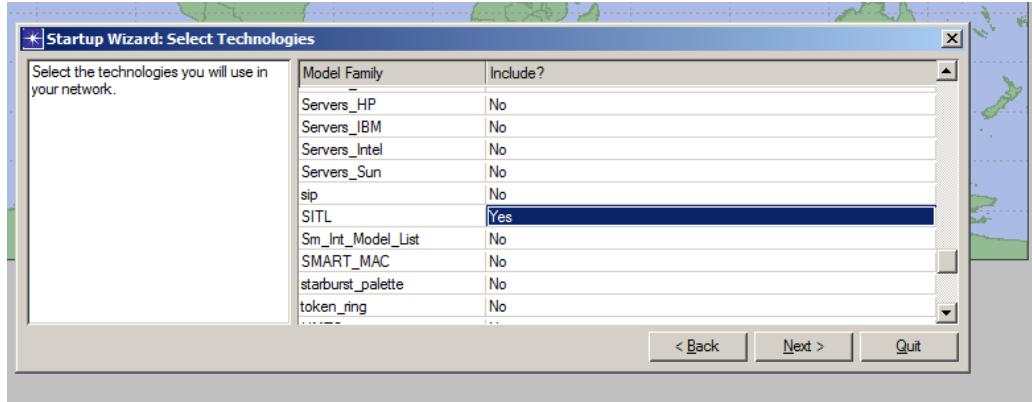 Startup Wizard: Select Technologies
Select the technologies you will use in
your network.
Model Family Include?
Servers_HP No
Servers_IBM No
Servers_Intel No
Servers_Sun No
sip No
SITL Yes
Sm_Int_Model_List No
SMART_MAC No
starburst_palette No
token_ring No
< Back Next > Quit